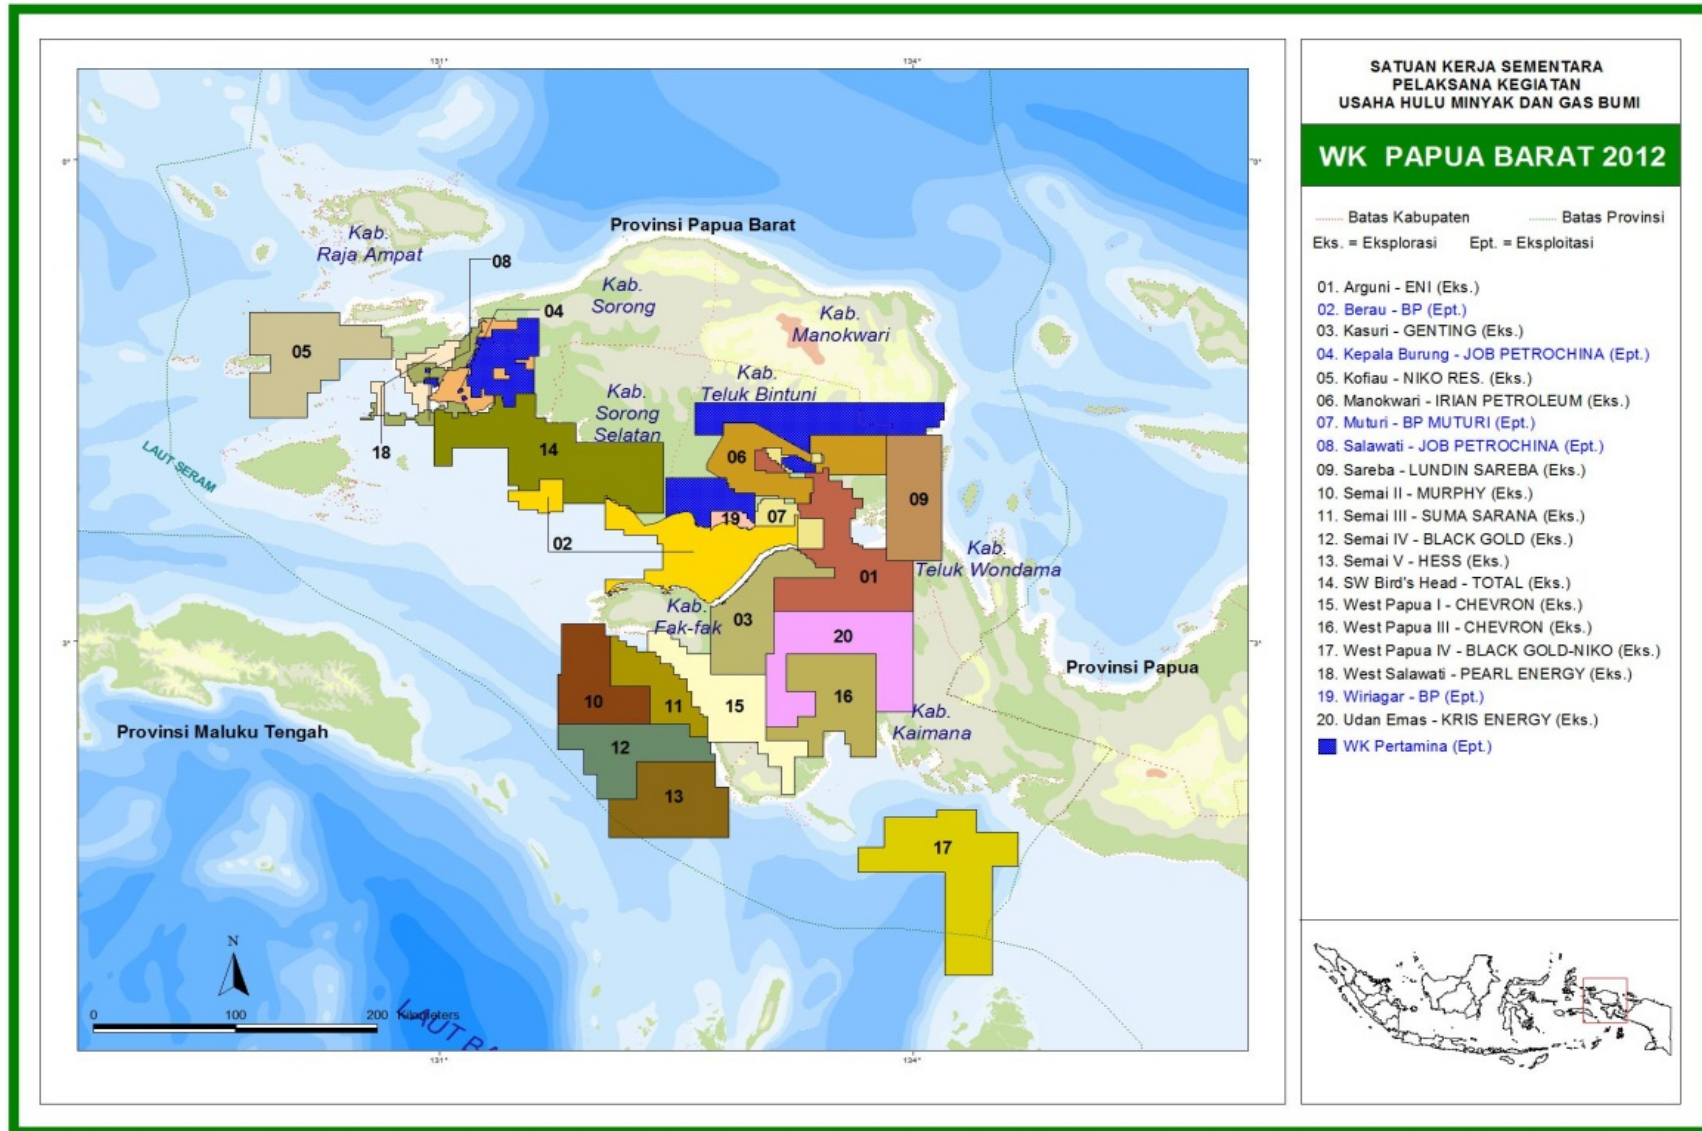 131°
134°
0°
0°
Provinsi Papua Barat
Kab.
Raja Ampat
08
Kab.
Sorong
04
Kab.
Manokwari
05
Kab.
Teluk Bintuni
Kab.
Sorong
Selatan
18
14
06
LAUT SERAM
09
19
07
02
Kab.
Teluk Wondama
01
Kab.
Fak-fak
03
20
3°
3°
Provinsi Papua
10
11
15
16
Kab.
Kaimana
Provinsi Maluku Tengah
12
13
17
N
0
100
200
Kilometers
131°
134°
SATUAN KERJA SEMENTARA
PELAKSANA KEGIATAN
USAHA HULU MINYAK DAN GAS BUMI
WK PAPUA BARAT 2012
Batas Kabupaten
Batas Provinsi
Eks. = Eksplorasi
Ept. = Eksploitasi
01. Arguni - ENI (Eks.)
02. Berau - BP (Ept.)
03. Kasuri - GENTING (Eks.)
04. Kepala Burung - JOB PETROCHINA (Ept.)
05. Kofiau - NIKO RES. (Eks.)
06. Manokwari - IRIAN PETROLEUM (Eks.)
07. Muturi - BP MUTURI (Ept.)
08. Salawati - JOB PETROCHINA (Ept.)
09. Sareba - LUNDIN SAREBA (Eks.)
10. Semai II - MURPHY (Eks.)
11. Semai III - SUMA SARANA (Eks.)
12. Semai IV - BLACK GOLD (Eks.)
13. Semai V - HESS (Eks.)
14. SW Bird's Head - TOTAL (Eks.)
15. West Papua I - CHEVRON (Eks.)
16. West Papua III - CHEVRON (Eks.)
17. West Papua IV - BLACK GOLD-NIKO (Eks.)
18. West Salawati - PEARL ENERGY (Eks.)
19. Wiriagar - BP (Ept.)
20. Udan Emas - KRIS ENERGY (Eks.)
WK Pertamina (Ept.)